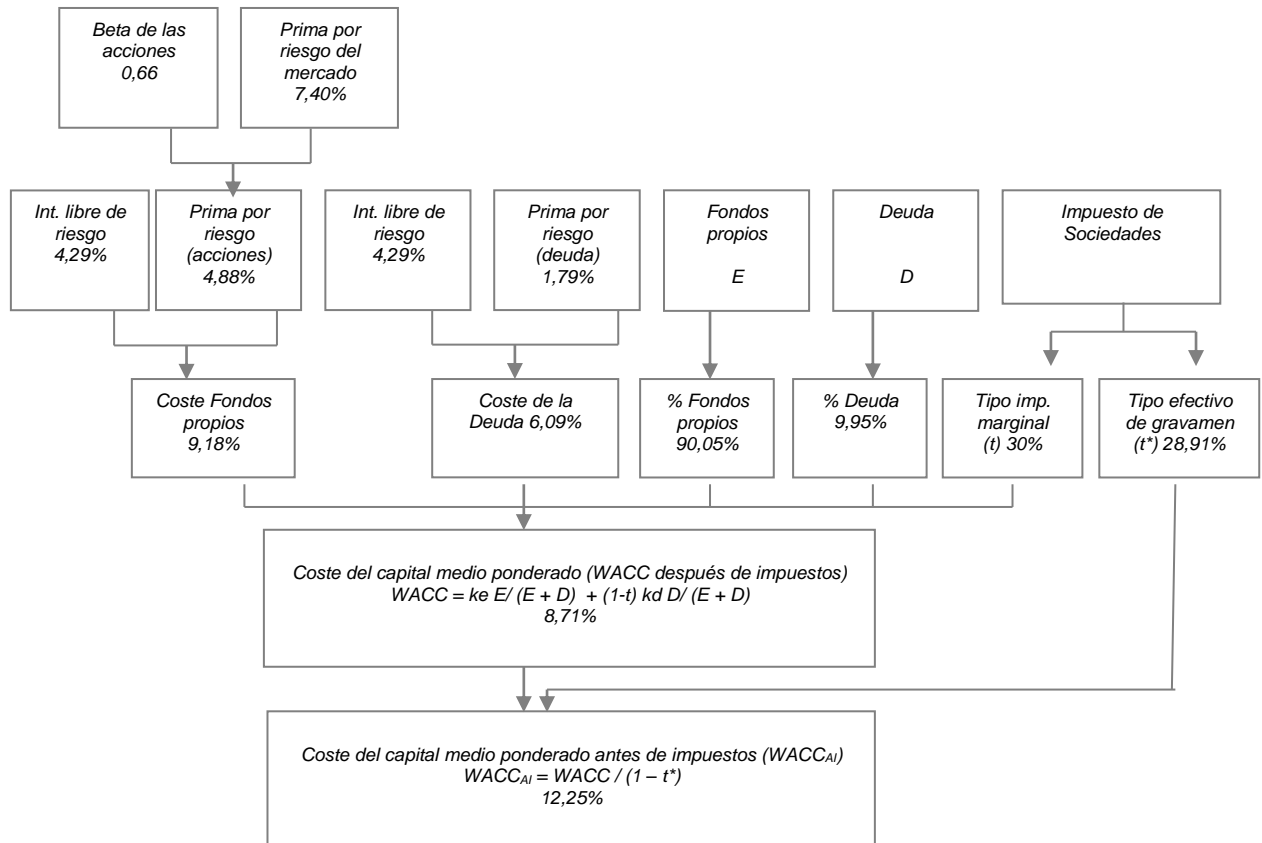 Beta de las
acciones
0,66
Prima por
riesgo del
mercado
7,40%
Int. libre de
riesgo
4,29%
Prima por
riesgo
(acciones)
4,88%
Int. libre de
riesgo
4,29%
Prima por
riesgo
(deuda)
1,79%
Fondos
propios
E
Deuda
D
Impuesto de
Sociedades
Coste Fondos
propios
9,18%
Coste de la
Deuda 6,09%
% Fondos
propios
90,05%
% Deuda
9,95%
Tipo imp.
marginal
(t) 30%
Tipo efectivo
de gravamen
(t*) 28,91%
Coste del capital medio ponderado (WACC después de impuestos)
WACC = ke E/ (E + D) + (1-t) kd D/ (E + D)
8,71%
Coste del capital medio ponderado antes de impuestos (WACCAI)
WACCAI = WACC / (1 – t*)
12,25%